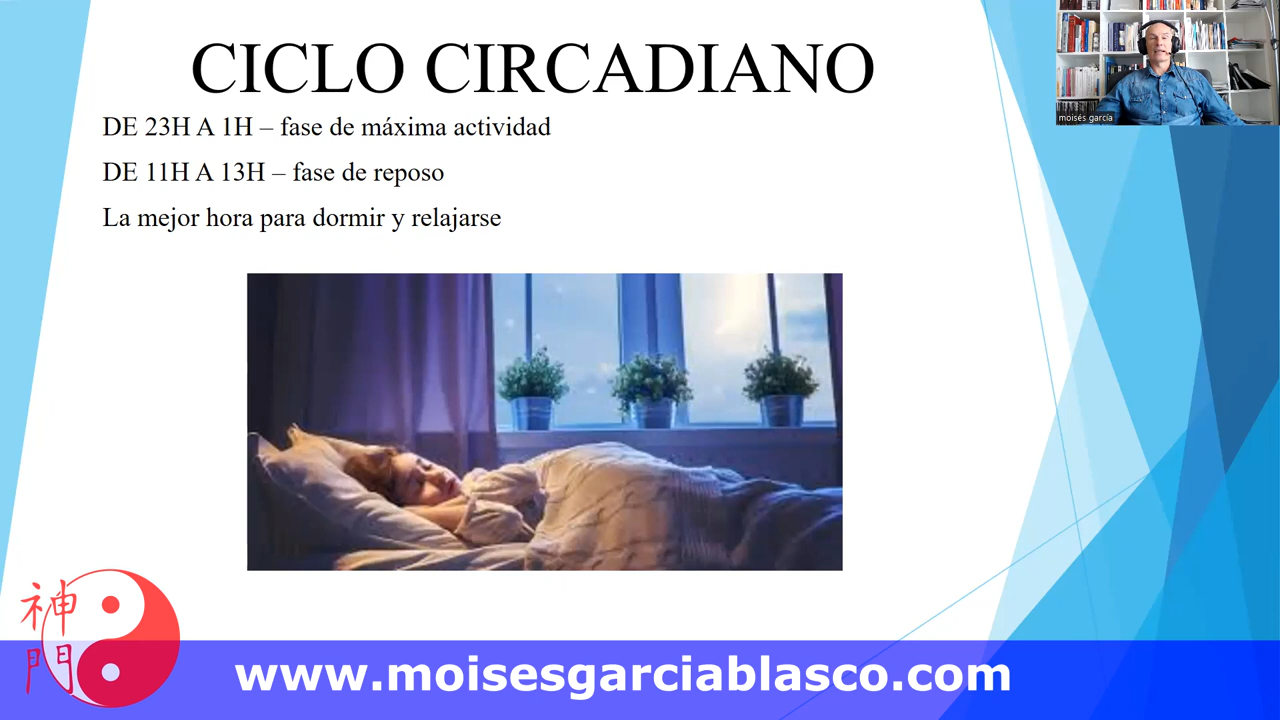 CICLO CIRCADIANO
DE 23H A 1H – fase de máxima actividad
DE 11H A 13H – fase de reposo
La mejor hora para dormir y relajarse
moisés garcía
神
門
www.moisesgarciablasco.com